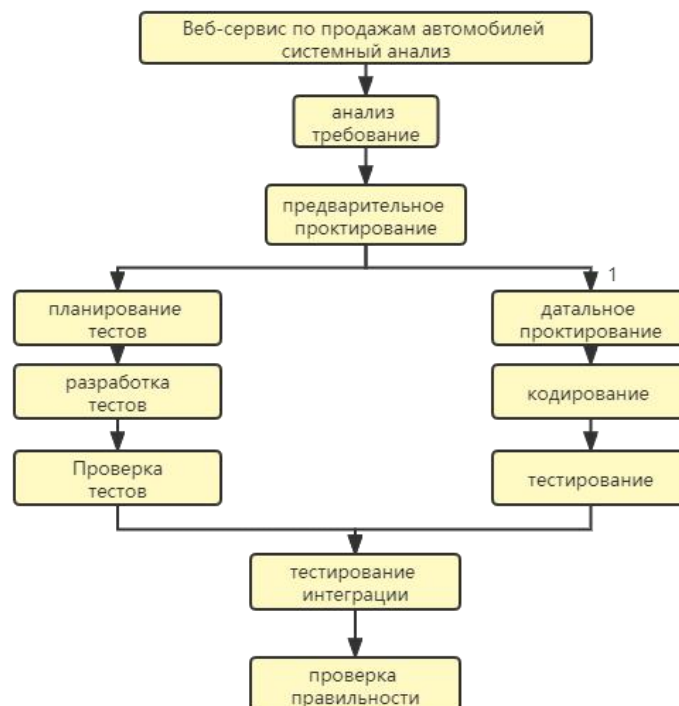 Веб-сервис по продажам автомобилей
системный анализ
анализ
требование
предварительное
проктирование
1
планирование
тестов
датальное
проктирование
разработка
тестов
кодирование
Проверка
тестов
тестирование
тестирование
интеграции
проверка
правильности